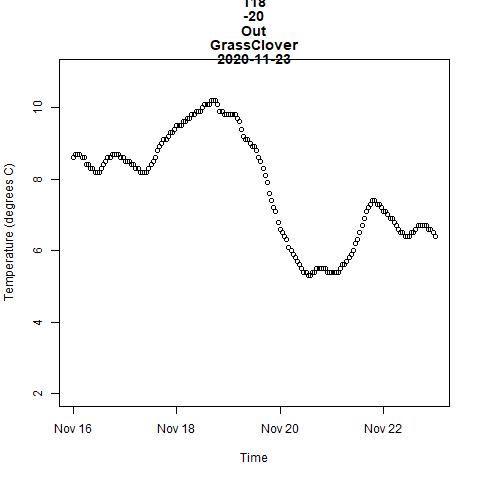 T18
-20
Out
GrassClover
2020-11-23
10
8
6
4
2
Temperature (degrees C)
Nov 16 Nov 18 Nov 20 Nov 22
Time